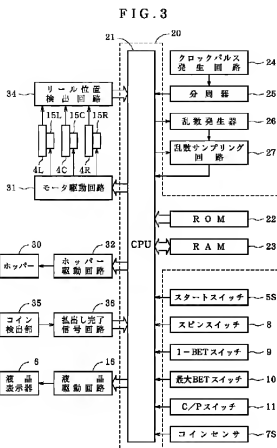 FIG.3
21
20
リール位置
検出回路
34
15L 15C 15R
4L 4C 4R
モータ駆動回路
31
クロックパルス
発生回路
24
分周器
25
乱数発生器
26
乱数サンプリング
回路
27
CPU
ROM
22
RAM
23
30
ホッパー
32
ホッパー
駆動回路
35
コイン
検出部
36
払出し完了
信号回路
6
液晶
表示器
16
液晶
駆動回路
スタートスイッチ
5S
スピンスイッチ
8
1-BETスイッチ
9
最大BETスイッチ
10
C/Pスイッチ
11
コインセンサ
7S